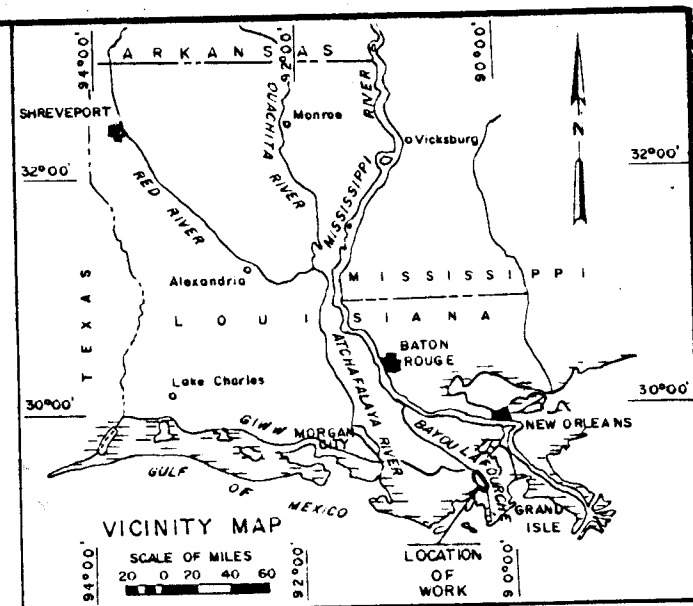 94°00'
92°00'
90°00'
ARKANSAS
SHREVEPORT
OUACHITA RIVER
Monroe
MISSISSIPPI RIVER
Vicksburg
N
32°00'
32°00'
RED RIVER
Alexandria
MISSISSIPPI
TEXAS
LOUISIANA
BATON
ROUGE
ATCHAFALAYA RIVER
Lake Charles
30°00'
30°00'
GIWW
MORGAN
CITY
BAYOU LAFOURCHE
NEW ORLEANS
GULF
OF
MEXICO
GRAND
ISLE
VICINITY MAP
SCALE OF MILES
20 0 20 40 60
LOCATION
OF
WORK
94°00'
92°00'
90°00'